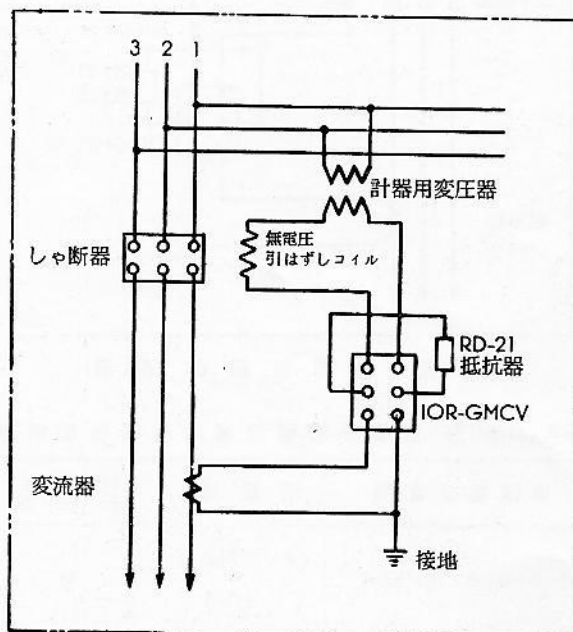 3 2 1
計器用変圧器
無電圧
引はずしコイル
しゃ断器
RD-21
抵抗器
IOR-GMCV
変流器
接地